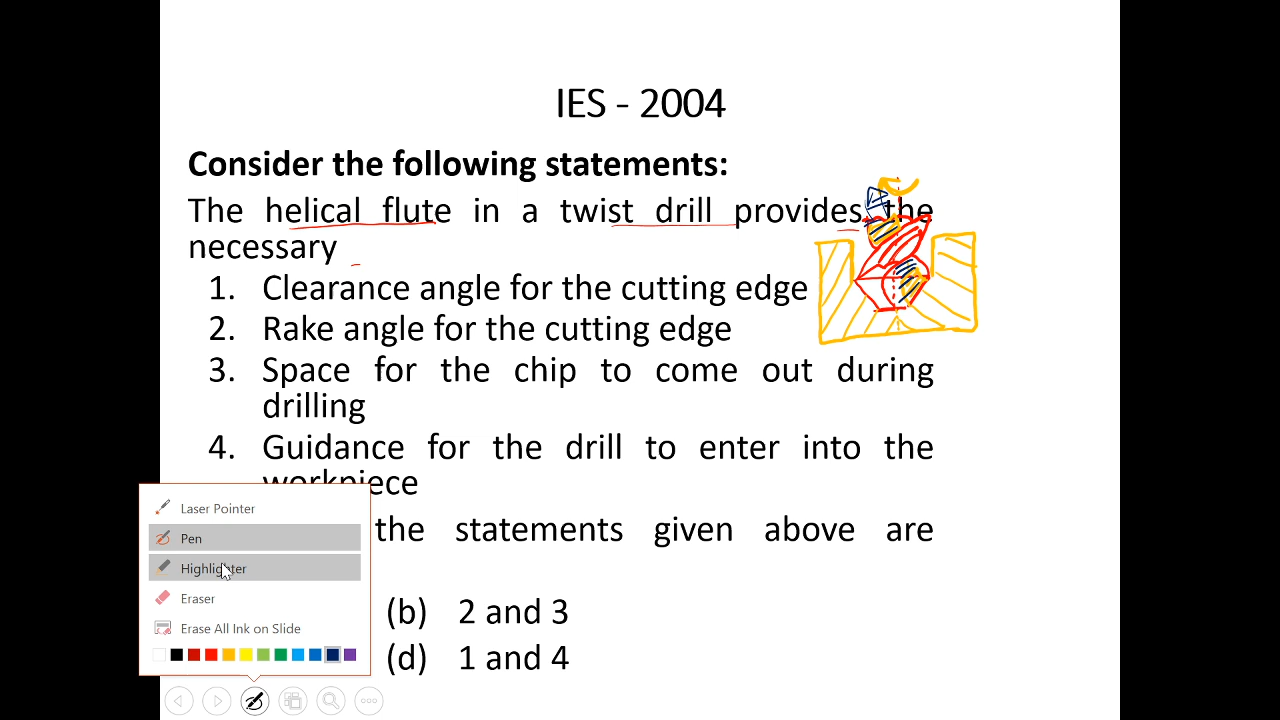 IES - 2004
Consider the following statements:
The helical flute in a twist drill provides the
necessary
1. Clearance angle for the cutting edge
2. Rake angle for the cutting edge
3. Space for the chip to come out during
drilling
4. Guidance for the drill to enter into the
workpiece
the statements given above are
(b) 2 and 3
(d) 1 and 4
Laser Pointer
Pen
Highlighter
Eraser
Erase All Ink on Slide